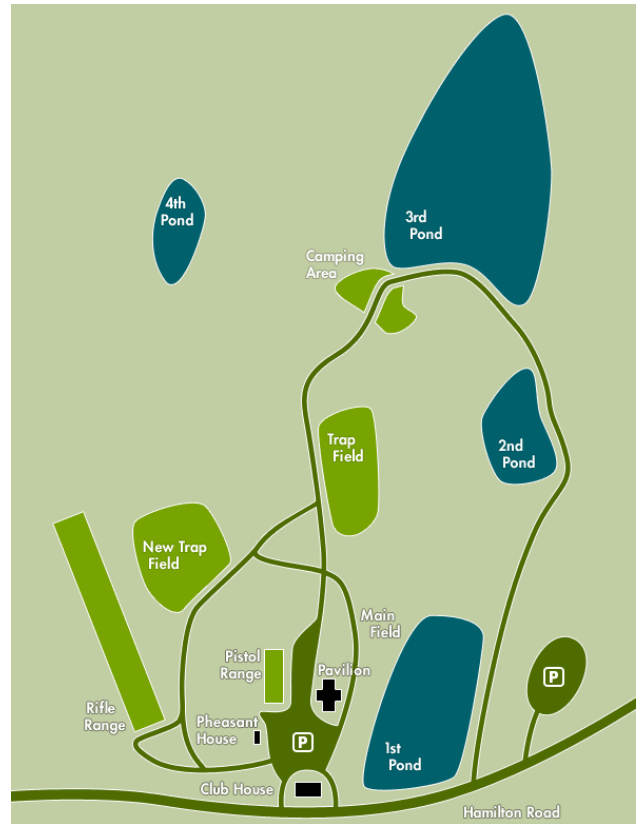 4th
Pond
3rd
Pond
Camping
Area
Trap
Field
2nd
Pond
New Trap
Field
Main
Field
Pistol
Range
Pavilion
P
Rifle
Range
Pheasant
House
P
1st
Pond
Club House
Hamilton Road